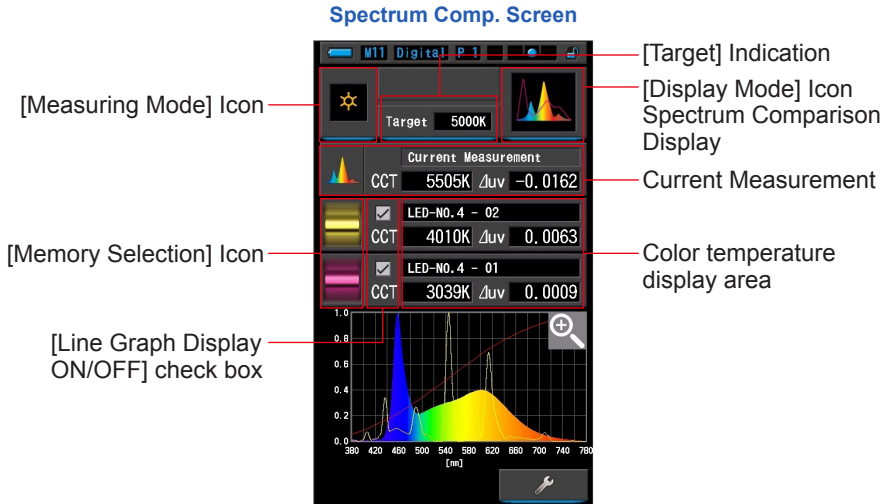 Spectrum Comp. Screen
M11 Digital P 1
[Target] Indication
[Measuring Mode] Icon
[Display Mode] Icon
Spectrum Comparison
Display
Target 5000K
Current Measurement
CCT 5505K ⊿uv -0.0162
Current Measurement
LED-NO.4 - 02
CCT 4010K ⊿uv 0.0063
[Memory Selection] Icon
Color temperature
display area
LED-NO.4 - 01
CCT 3039K ⊿uv 0.0009
[Line Graph Display
ON/OFF] check box
1.0
0.8
0.6
0.4
0.2
0.0
380 420 460 500 540 580 620 660 700 740 780
[nm]